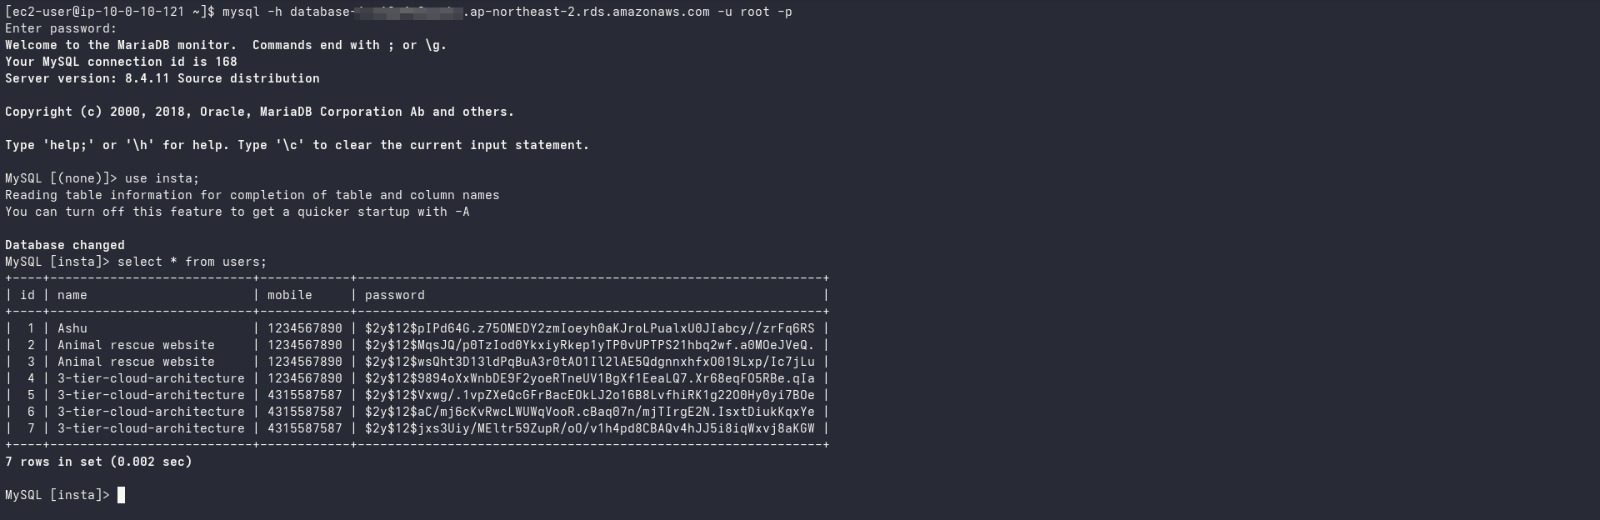 [ec2-user@ip-10-0-10-121 ~]$ mysql -h database- .ap-northeast-2.rds.amazonaws.com -u root -p
Enter password:
Welcome to the MariaDB monitor.  Commands end with ; or \g.
Your MySQL connection id is 168
Server version: 8.4.11 Source distribution

Copyright (c) 2000, 2018, Oracle, MariaDB Corporation Ab and others.

Type 'help;' or '\h' for help. Type '\c' to clear the current input statement.

MySQL [(none)]> use insta;
Reading table information for completion of table and column names
You can turn off this feature to get a quicker startup with -A

Database changed
MySQL [insta]> select * from users;
+----+---------------------------+------------+--------------------------------------------------------------+
| id | name                      | mobile     | password                                                     |
+----+---------------------------+------------+--------------------------------------------------------------+
|  1 | Ashu                      | 1234567890 | $2y$12$pIPd64G.z75OMEDY2zmIoeyh0aKJroLPualxU0JIabcy//zrFq6RS |
|  2 | Animal rescue website     | 1234567890 | $2y$12$MqsJQ/p0TzIod0YkxiyRkep1yTP0vUPTPS21hbq2wf.a0MOeJVeQ. |
|  3 | Animal rescue website     | 1234567890 | $2y$12$wsQht3D13ldPqBuA3r0tAO1Il2lAE5QdgnnxhfxO019Lxp/Ic7jLu |
|  4 | 3-tier-cloud-architecture | 1234567890 | $2y$12$9894oXxWnbDE9F2yoeRTneUV1BgXf1EeaLQ7.Xr68eqFO5RBe.qIa |
|  5 | 3-tier-cloud-architecture | 4315587587 | $2y$12$Vxwg/.1vpZXeQcGFrBacEOkLJ2o16B8LvfhiRK1g22O0Hy0yi7BOe |
|  6 | 3-tier-cloud-architecture | 4315587587 | $2y$12$aC/mj6cKvRwcLWUWqVooR.cBaq07n/mjTIrgE2N.IsxtDiukKqxYe |
|  7 | 3-tier-cloud-architecture | 4315587587 | $2y$12$jxs3Uiy/MEltr59ZupR/oO/v1h4pd8CBAQv4hJJ5i8iqWxvj8aKGW |
+----+---------------------------+------------+--------------------------------------------------------------+
7 rows in set (0.002 sec)

MySQL [insta]>